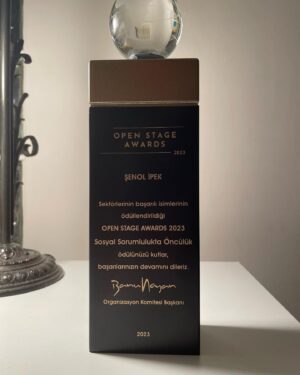 OPEN STAGE
AWARDS
2023
ŞENOL İPEK
Sektörlerinin başarılı isimlerinin
ödüllendirildiği
OPEN STAGE AWARDS 2023
Sosyal Sorumlulukta Öncülük
ödülünüzü kutlar,
başarılarınızın devamını dileriz.
Organizasyon Komitesi Başkanı
2023